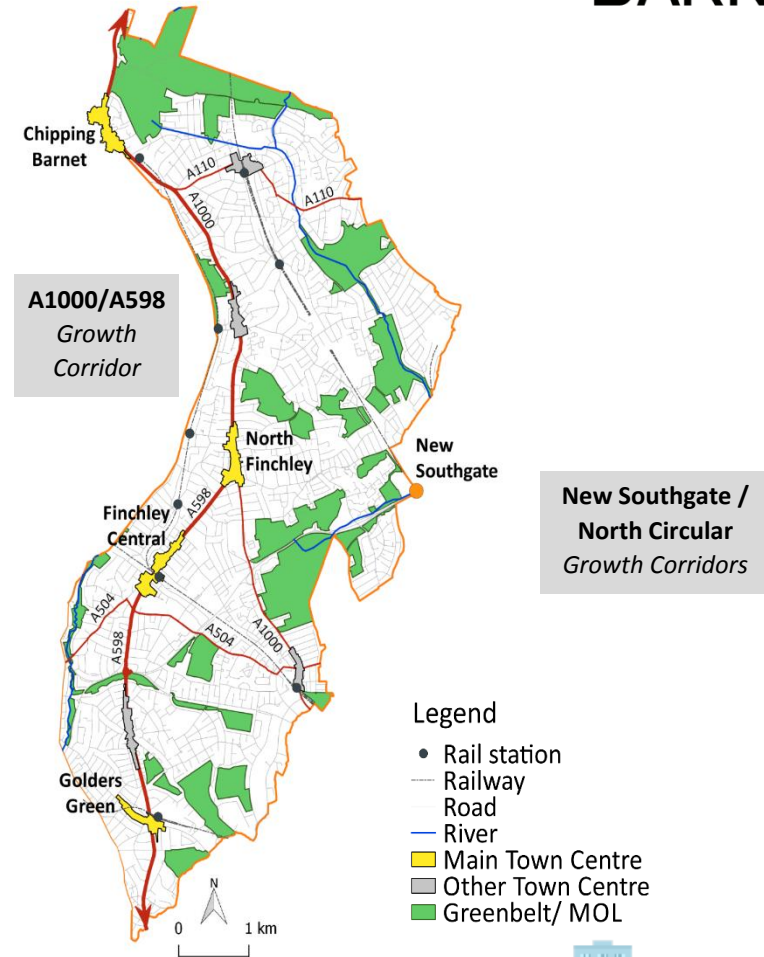 Chipping
Barnet
A110
A110
A1000
A1000/A598
Growth
Corridor
North
Finchley
New
Southgate
A598
Finchley
Central
New Southgate /
North Circular
Growth Corridors
A504
A598
A504
A1000
Golders
Green
Legend
Rail station
Railway
Road
River
Main Town Centre
Other Town Centre
Greenbelt/ MOL
N
0 1 km